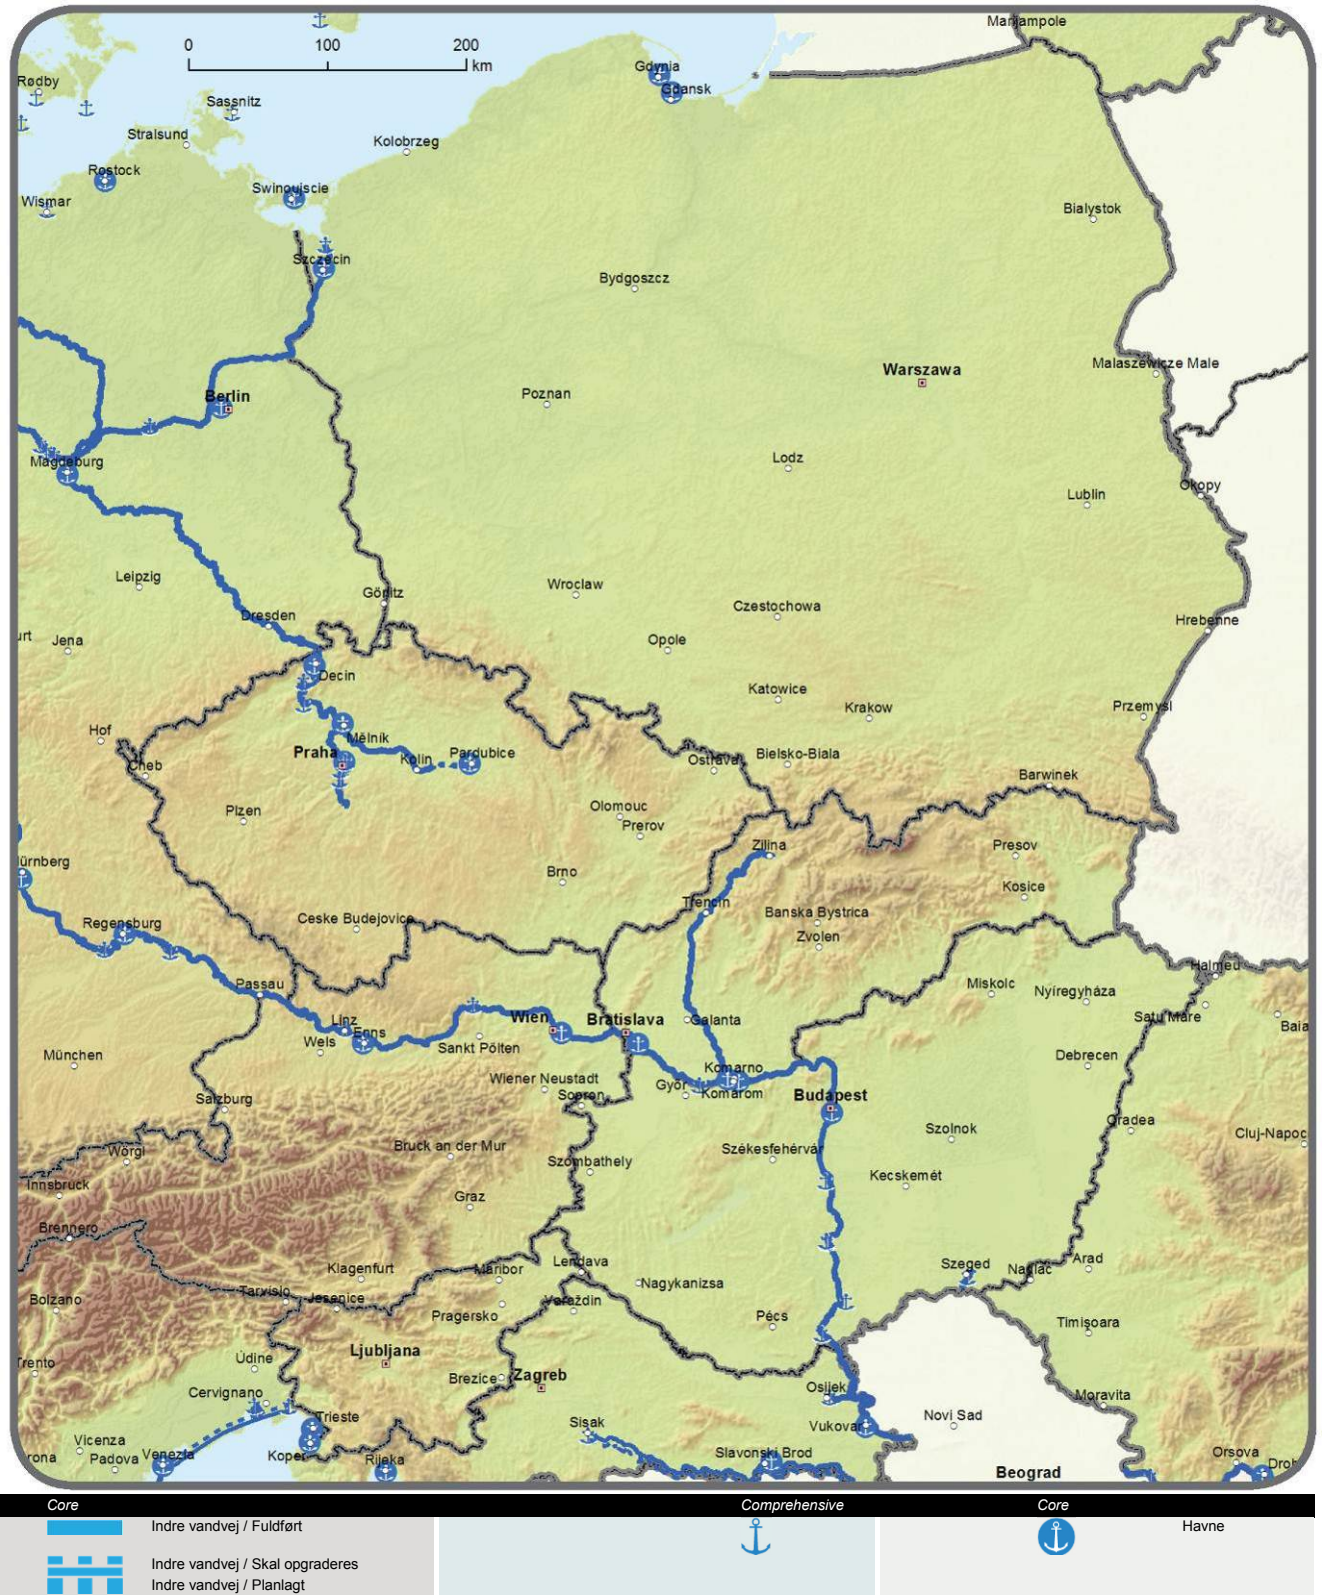 Marijampole
0 100 200
km
Gdynia
Gdansk
Rødby
Sassnitz
Stralsund
Kolobrzeg
Rostock
Swinoujscie
Wismar
Bialystok
Szczecin
Bydgoszcz
Malaszewicze Male
Warszawa
Berlin
Poznan
Magdeburg
Lodz
Okopy
Lublin
Leipzig
Görlitz
Wroclaw
Czestochowa
Dresden
Hrebenne
Jena
Opole
Decin
Katowice
Krakow
Przemysl
Hof
Mělník
Praha
Kolin
Pardubice
Ostrava
Bielsko-Biala
Cheb
Barwinek
Plzen
Olomouc
Prerov
Zilina
Presov
Brno
Kosice
Trencin
Banska Bystrica
Regensburg
Ceske Budejovice
Zvolen
Halmeu
Passau
Miskolc
Nyíregyháza
Linz
Enns
Wien
Bratislava
Galanta
Satu Mare
Baia
Wels
Sankt Pölten
München
Debrecen
Komarno
Wiener Neustadt
Györ
Komárom
Sopron
Budapest
Salzburg
Oradea
Szolnok
Cluj-Napoc
Wörgl
Bruck an der Mur
Székesfehérvár
Szombathely
Innsbruck
Kecskemét
Graz
Brennero
Lendava
Szeged
Nadlac
Arad
Klagenfurt
Maribor
Nagykanizsa
Bolzano
Tarvisio
Jesenice
Varaždin
Pragersko
Pécs
Timişoara
Ljubljana
Udine
Trento
Brezice
Zagreb
Osijek
Cervignano
Moravita
Trieste
Sisak
Vukovar
Novi Sad
Vicenza
Padova
Venezia
Koper
Rijeka
Slavonski Brod
Orsova
Beograd
Core Comprehensive Core
Indre vandvej / Fuldført Havne
Indre vandvej / Skal opgraderes
Indre vandvej / Planlagt